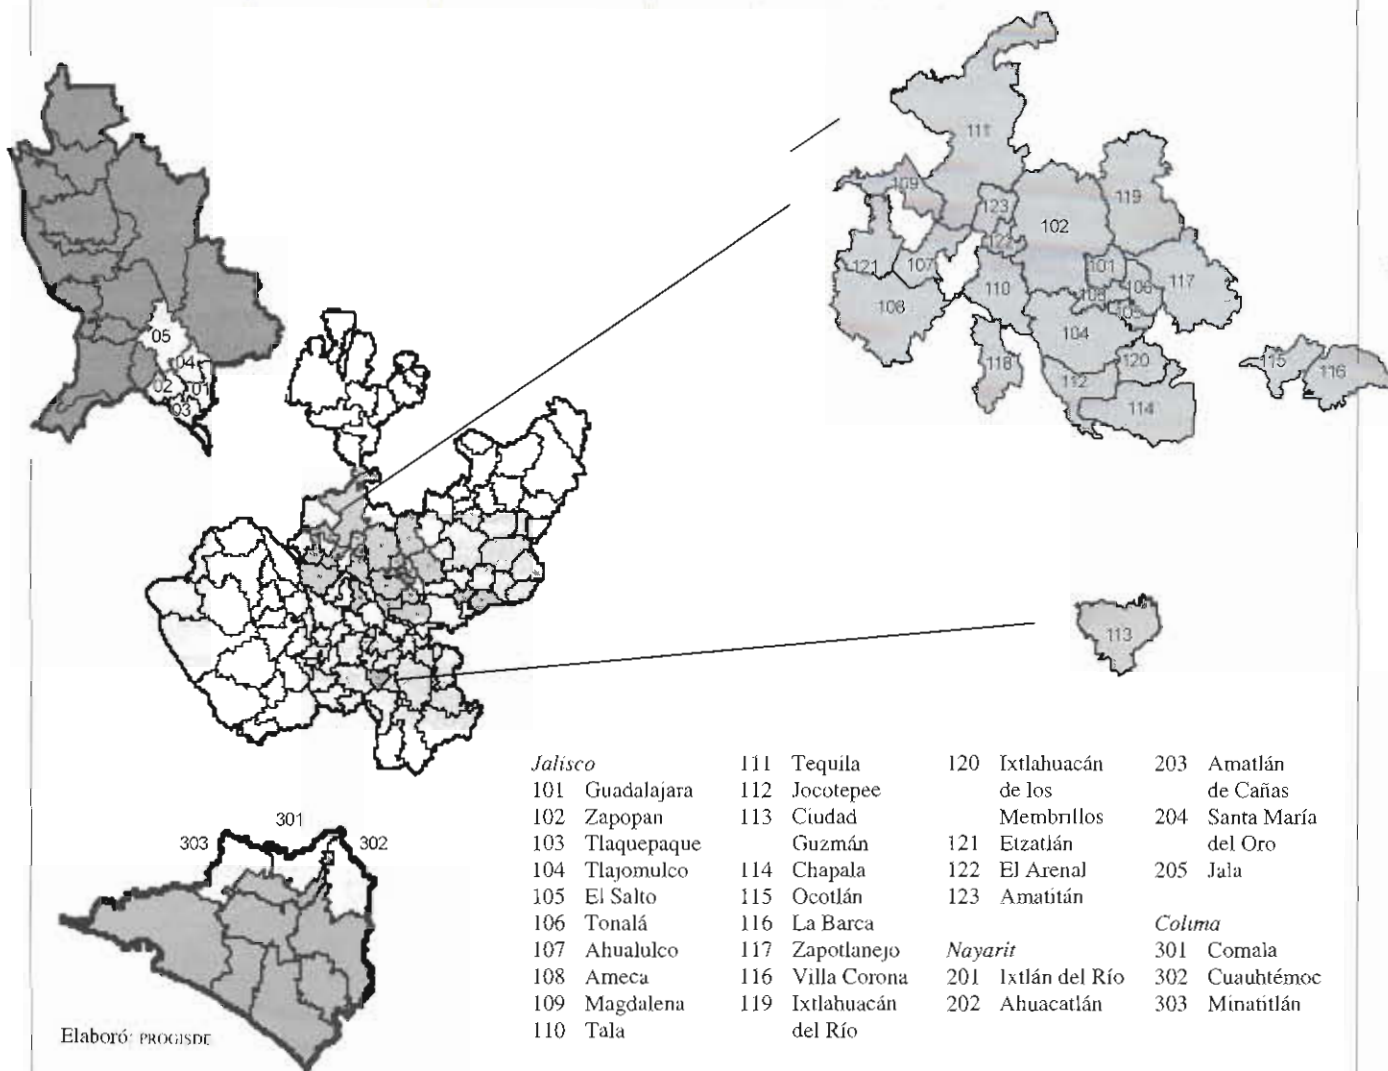 111
109
123
119
102
122
121
107
101
117
110
106
108
103
105
104
118
120
115
116
112
114
05
04
02
01
03
113
301
303
302
Jalisco
101 Guadalajara
102 Zapopan
103 Tlaquepaque
104 Tlajomulco
105 El Salto
106 Tonalá
107 Ahualulco
108 Ameca
109 Magdalena
110 Tala
111 Tequila
112 Jocotepee
113 Ciudad
Guzmán
114 Chapala
115 Ocotlán
116 La Barca
117 Zapotlanejo
116 Villa Corona
119 Ixtlahuacán
del Río
120 Ixtlahuacán
de los
Membrillos
121 Etzatlán
122 El Arenal
123 Amatitán
Nayarit
201 Ixtlán del Río
202 Ahuacatlán
203 Amatlán
de Cañas
204 Santa María
del Oro
205 Jala
Colima
301 Comala
302 Cuauhtémoc
303 Minatitlán
Elaboró: PROGISDE